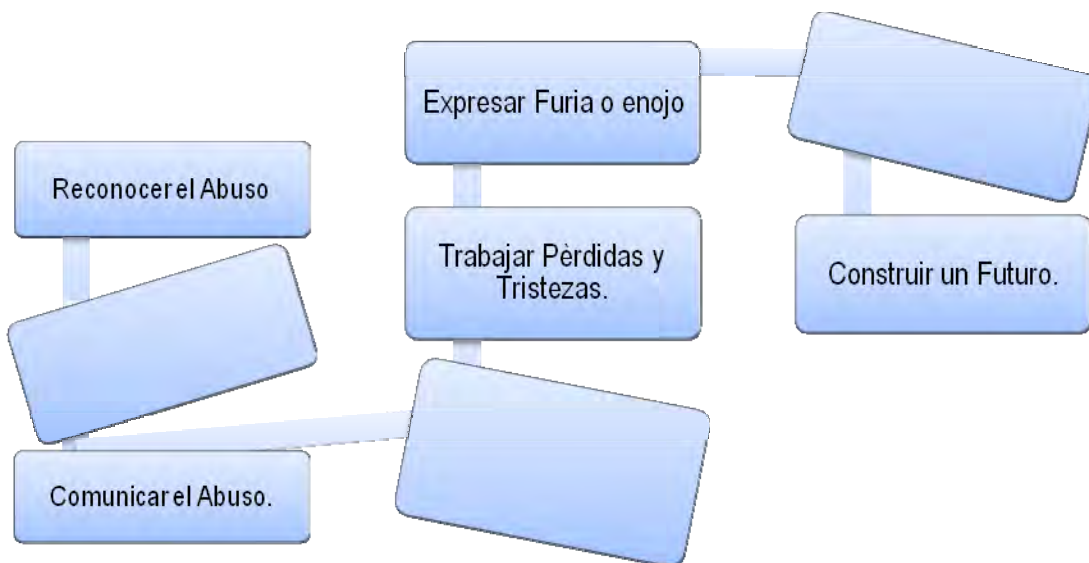 Reconocer el Abuso
Comunicar el Abuso.
Trabajar Pèrdidas y
Tristezas.
Expresar Furia o enojo
Construir un Futuro.